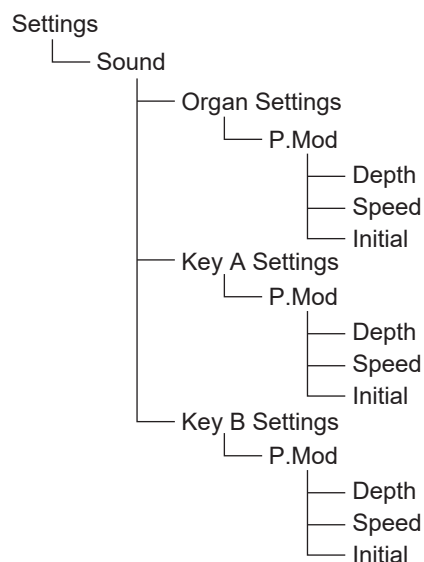 Settings
Sound
Organ Settings
P.Mod
Depth
Speed
Initial
Key A Settings
P.Mod
Depth
Speed
Initial
Key B Settings
P.Mod
Depth
Speed
Initial